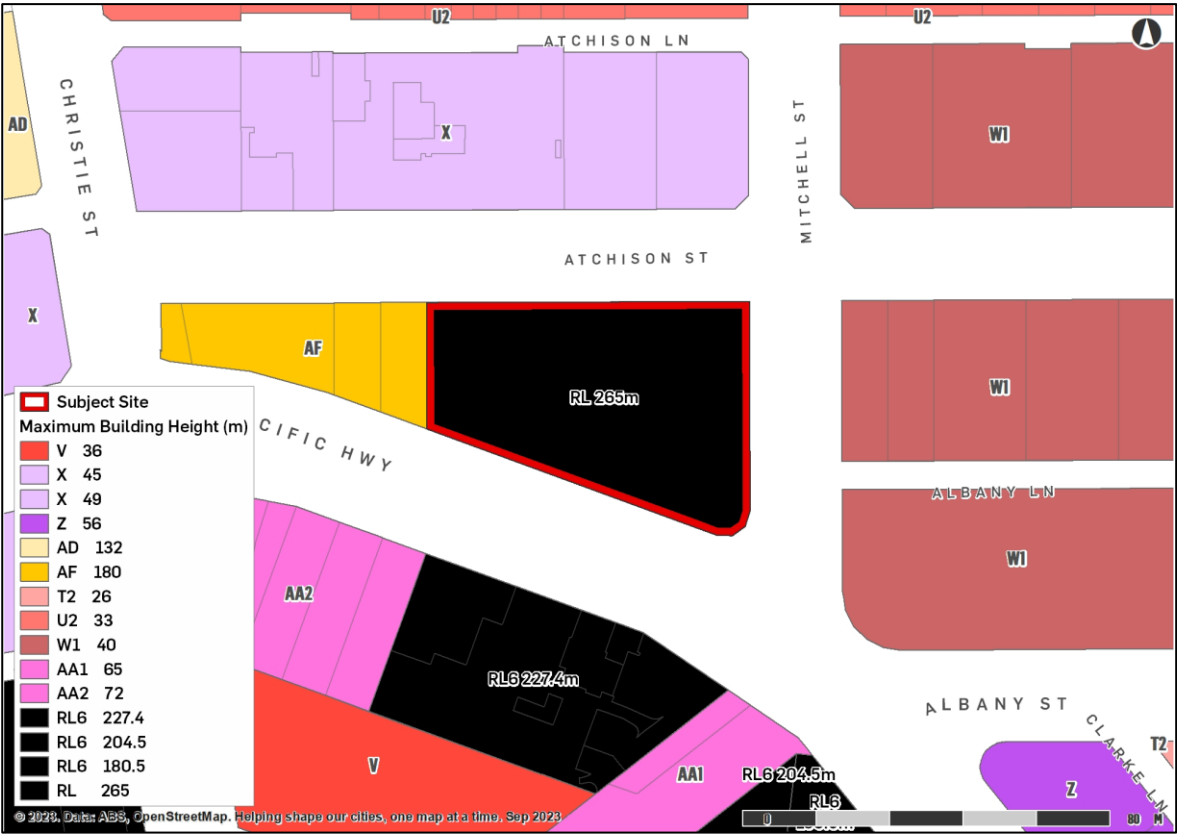 U2
U2
ATCHISON LN
CHRISTIE ST
AD
X
MITCHELL ST
W1
ATCHISON ST
X
AF
RL 265m
W1
CIFIC HWY
ALBANY LN
W1
AA2
RL6 227.4m
V
AA1
RL6 204.5m
RL6
ALBANY ST
CLARKE LN
T2
Z
Subject Site
Maximum Building Height (m)
V 36
X 45
X 49
Z 56
AD 132
AF 180
T2 26
U2 33
W1 40
AA1 65
AA2 72
RL6 227.4
RL6 204.5
RL6 180.5
RL 265
© 2023. Data: ABS, OpenStreetMap. Helping shape our cities, one map at a time. Sep 2023
0 80 M